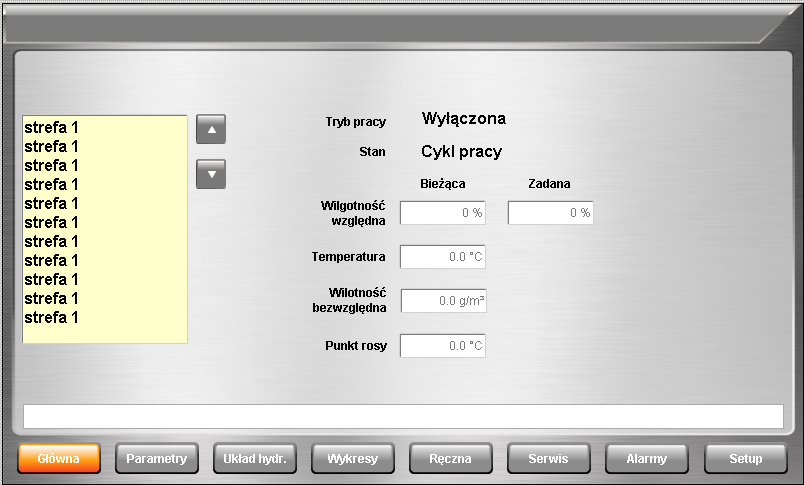 strefa 1
strefa 1
strefa 1
strefa 1
strefa 1
strefa 1
strefa 1
strefa 1
strefa 1
strefa 1
strefa 1
Tryb pracy Wyłączona
Stan Cykl pracy
Bieżąca Zadana
Wilgotność
względna 0 % 0 %
Temperatura 0.0 °C
Wilotność
bezwzględna 0.0 g/m³
Punkt rosy 0.0 °C
Główna Parametry Układ hydr. Wykresy Ręczna Serwis Alarmy Setup